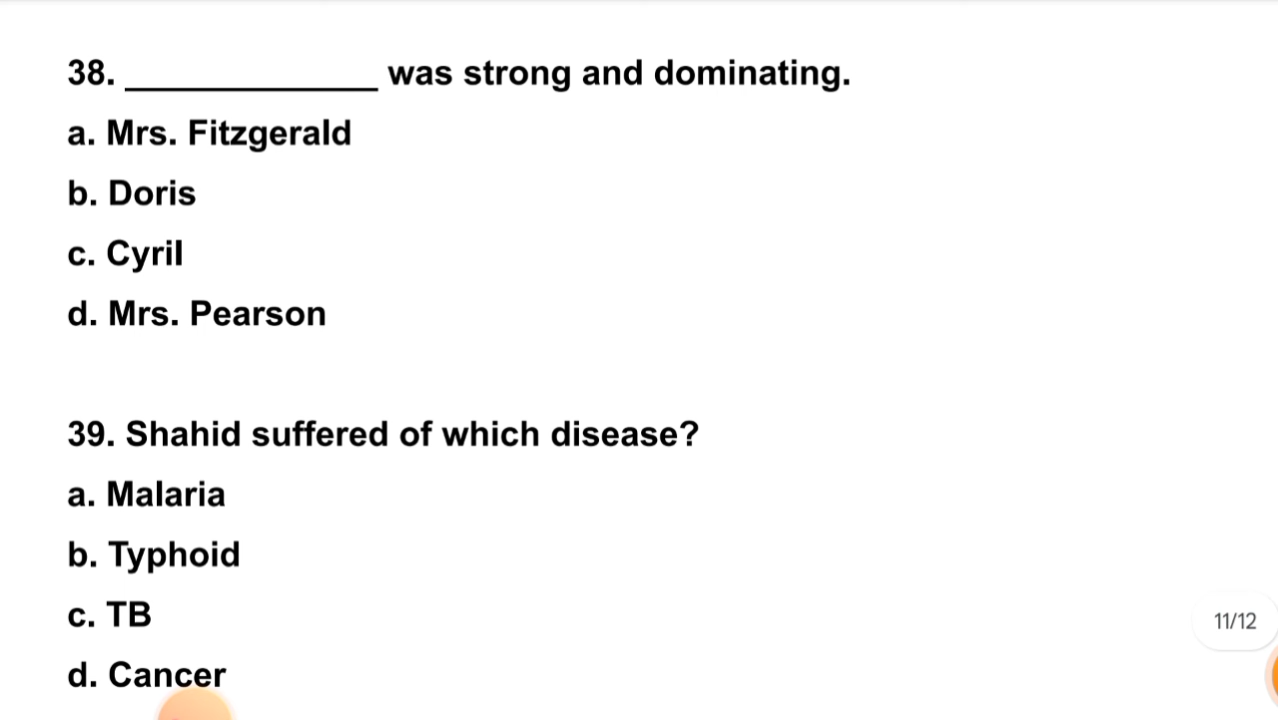 38. _____________ was strong and dominating.
a. Mrs. Fitzgerald
b. Doris
c. Cyril
d. Mrs. Pearson
39. Shahid suffered of which disease?
a. Malaria
b. Typhoid
c. TB
11/12
d. Cancer